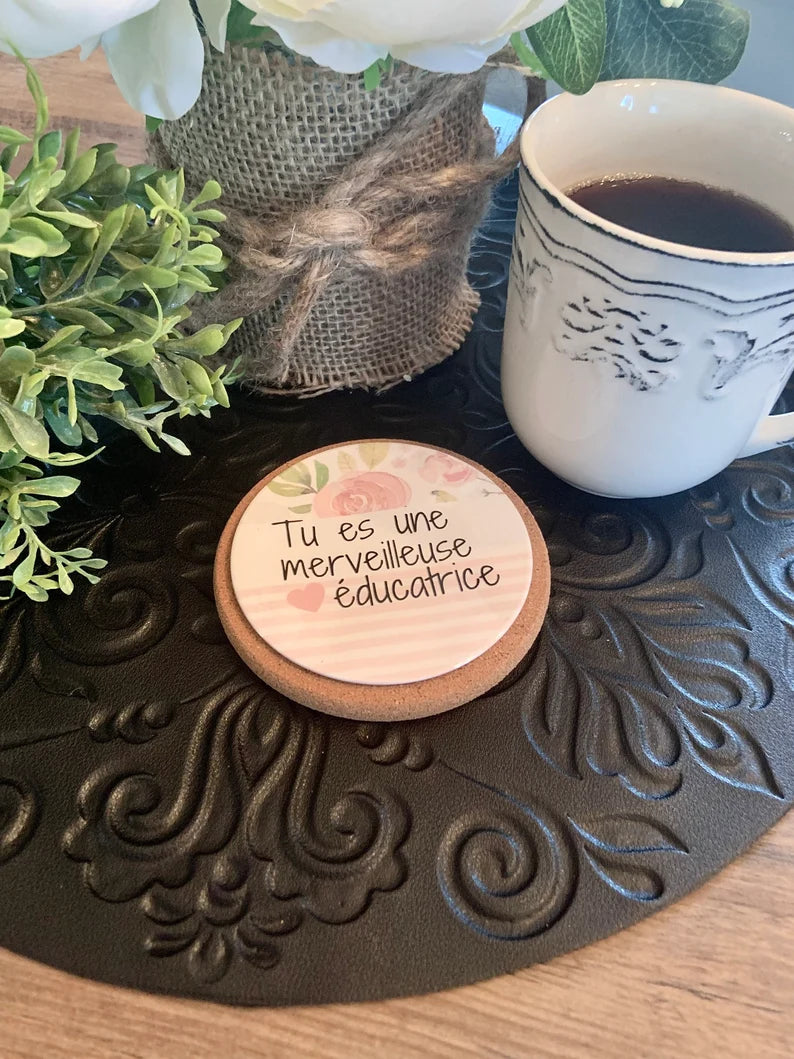 Tu es une
merveilleuse
éducatrice